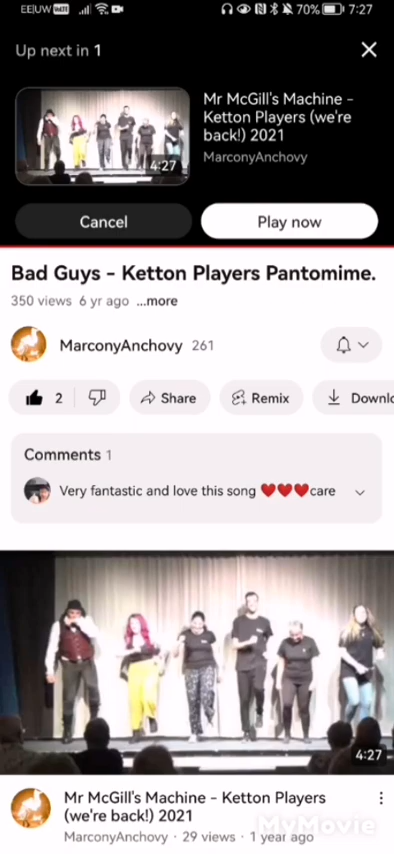 EE|UW VoLTE 70% 7:27
Up next in 1
Mr McGill's Machine -
Ketton Players (we're
back!) 2021
MarconyAnchovy
4:27
Cancel
Play now
Bad Guys - Ketton Players Pantomime.
350 views 6 yr ago ...more
MarconyAnchovy 261
2 Share Remix Downlo
Comments 1
Very fantastic and love this song ❤️❤️❤️care
4:27
Mr McGill's Machine - Ketton Players
(we're back!) 2021
MarconyAnchovy · 29 views · 1 year ago
MyMovie